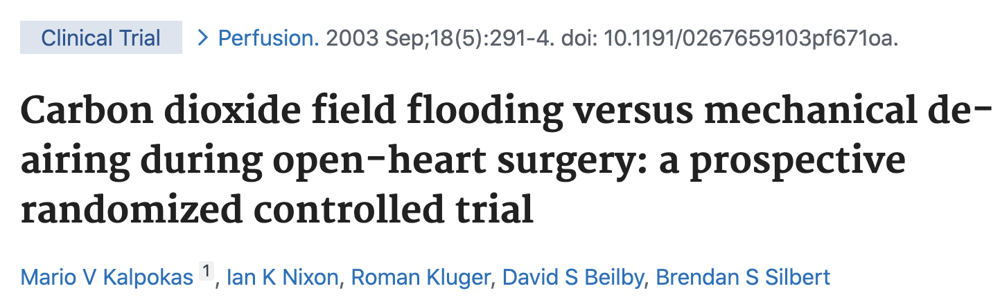 Clinical Trial > Perfusion. 2003 Sep;18(5):291-4. doi: 10.1191/0267659103pf671oa.
Carbon dioxide field flooding versus mechanical de-
airing during open-heart surgery: a prospective
randomized controlled trial
Mario V Kalpokas 1, Ian K Nixon, Roman Kluger, David S Beilby, Brendan S Silbert